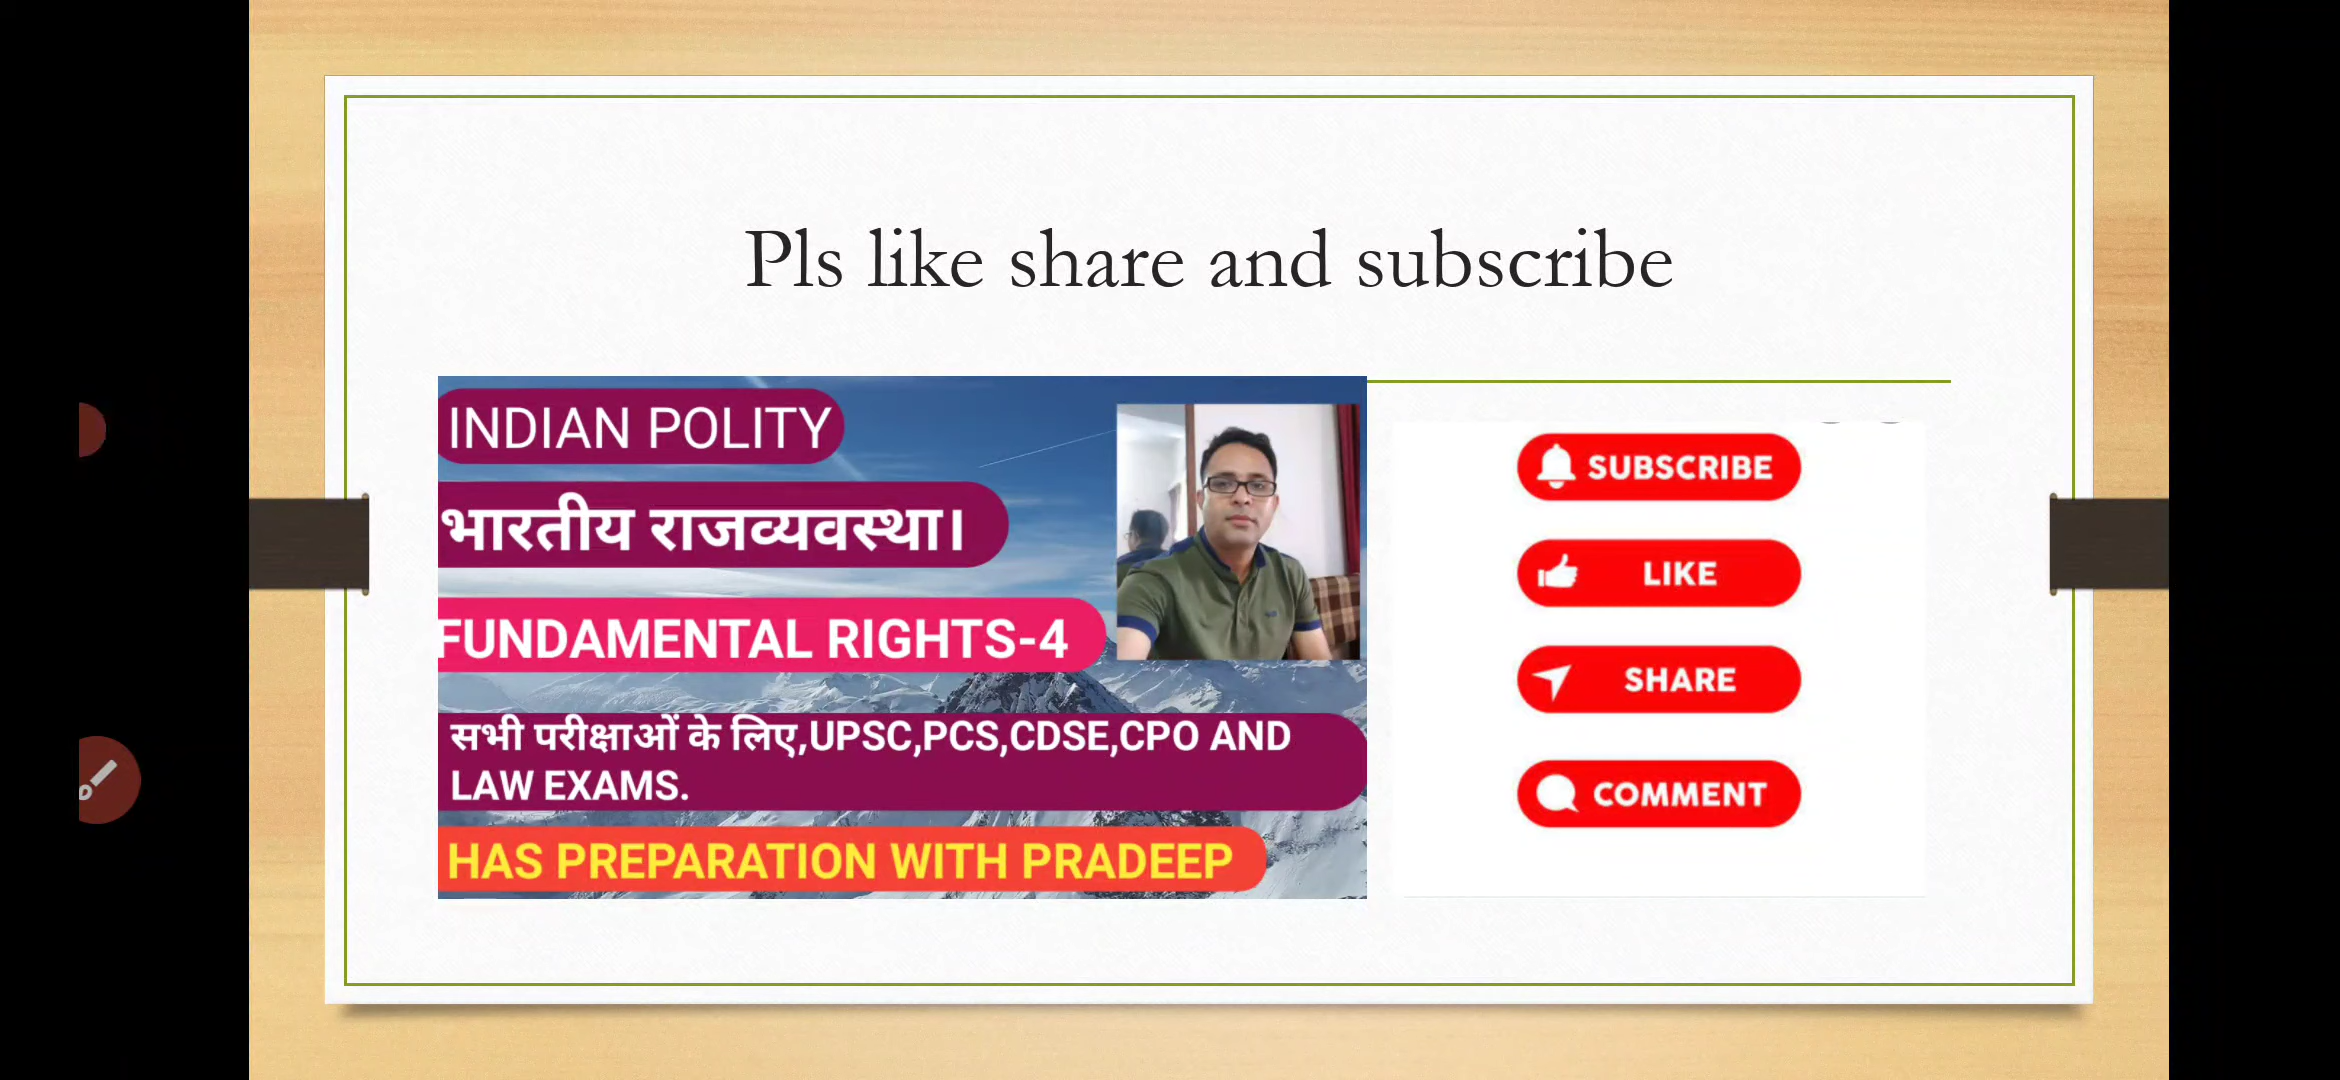 Pls like share and subscribe
INDIAN POLITY
भारतीय राजव्यवस्था।
FUNDAMENTAL RIGHTS-4
सभी परीक्षाओं के लिए,UPSC,PCS,CDSE,CPO AND
LAW EXAMS.
HAS PREPARATION WITH PRADEEP
SUBSCRIBE
LIKE
SHARE
COMMENT